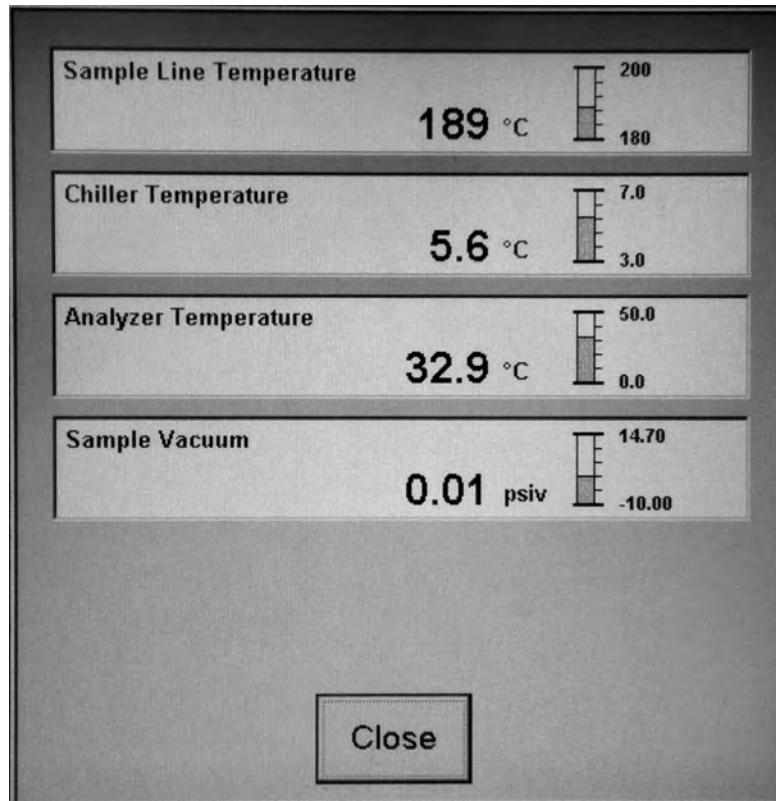 Sample Line Temperature
200
189 °C
180
Chiller Temperature
7.0
5.6 °C
3.0
Analyzer Temperature
50.0
32.9 °C
0.0
Sample Vacuum
14.70
0.01 psiv
-10.00
Close